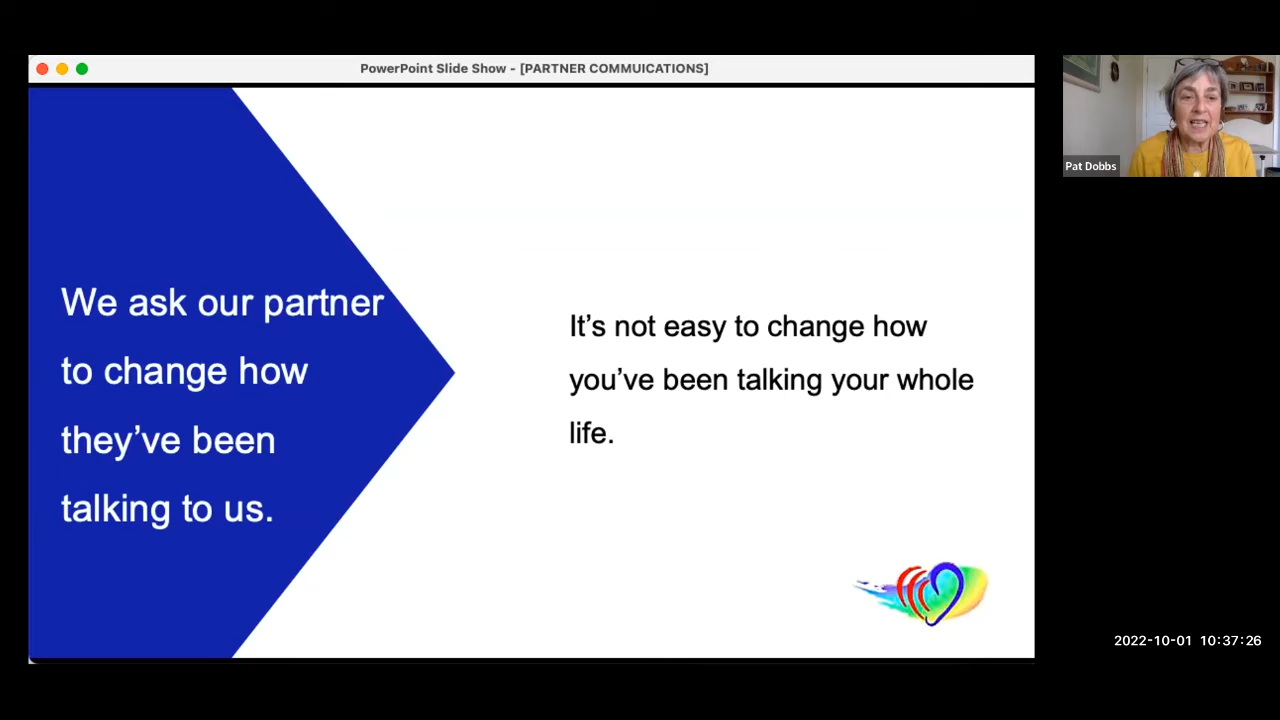 PowerPoint Slide Show - [PARTNER COMMUICATIONS]
We ask our partner
to change how
they’ve been
talking to us.
It’s not easy to change how
you’ve been talking your whole
life.
Pat Dobbs
2022-10-01 10:37:26